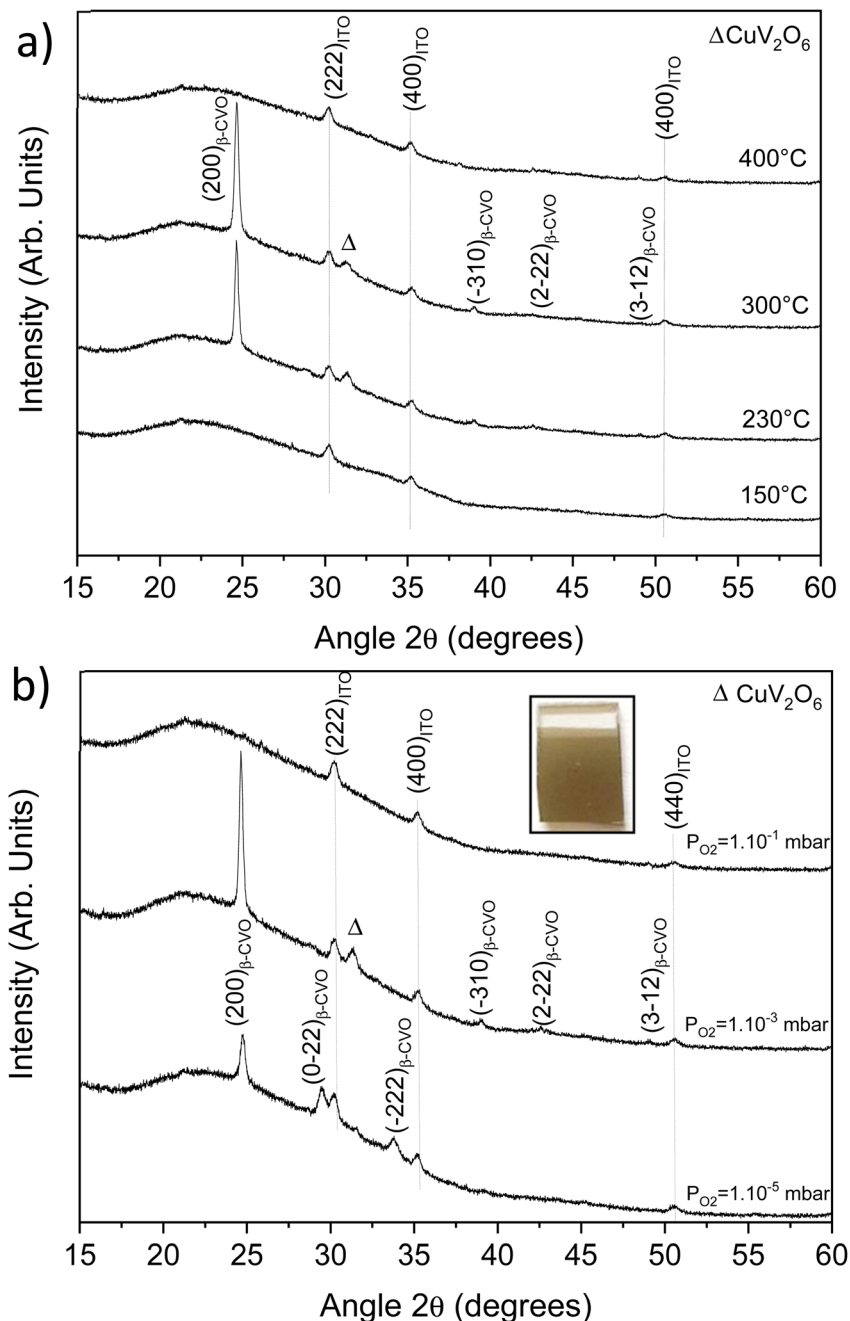 a)
ΔCuV₂O₆
(222)ITO
(400)ITO
(400)ITO
400°C
(200)β-CVO
Δ
(-310)β-CVO
(2-22)β-CVO
(3-12)β-CVO
300°C
230°C
150°C
Intensity (Arb. Units)
15 20 25 30 35 40 45 50 55 60
Angle 2θ (degrees)
b)
Δ CuV₂O₆
(222)ITO
(400)ITO
(440)ITO
P_O2=1.10⁻¹ mbar
Δ
(-310)β-CVO
(2-22)β-CVO
(3-12)β-CVO
P_O2=1.10⁻³ mbar
(200)β-CVO
(0-22)β-CVO
(-222)β-CVO
P_O2=1.10⁻⁵ mbar
Intensity (Arb. Units)
15 20 25 30 35 40 45 50 55 60
Angle 2θ (degrees)